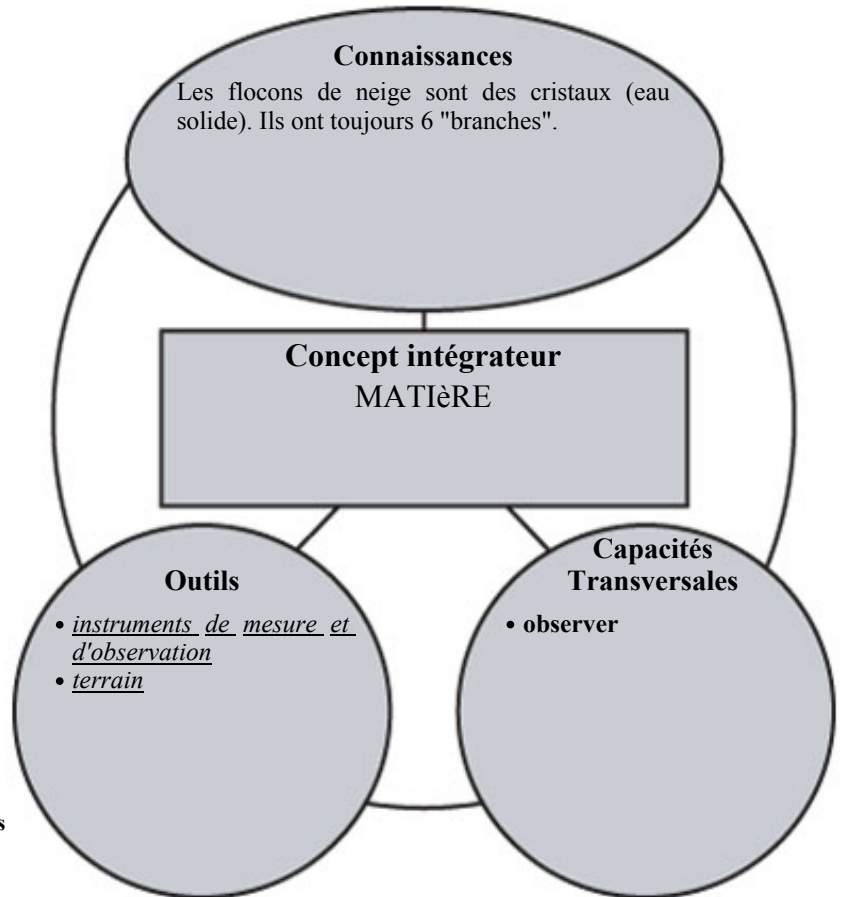 Connaissances
Les flocons de neige sont des cristaux (eau
solide). Ils ont toujours 6 "branches".
Concept intégrateur
MATIèRE
Outils
• instruments de mesure et
d'observation
• terrain
Capacités
Transversales
• observer
s